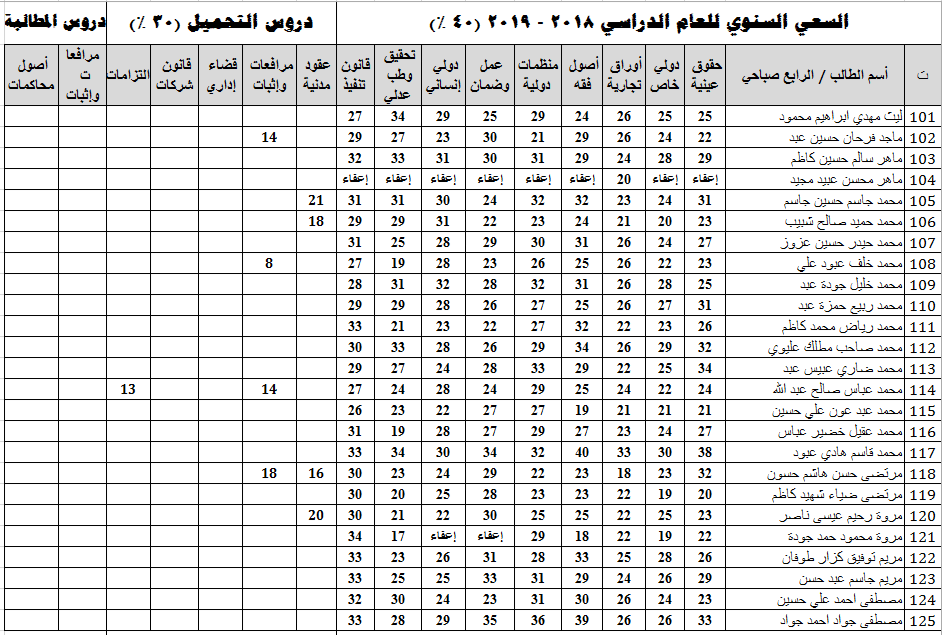 السعي السنوي للعام الدراسي ٢٠١٨ - ٢٠١٩ (٤٠ ٪) دروس التحميل (٣٠ ٪) دروس المطالبة
ت أسم الطالب / الرابع صباحي حقوق عينية دولي خاص أوراق تجارية أصول فقه منظمات دولية عمل وضمان دولي إنساني تحقيق وطب عدلي قانون تنفيذ عقود مدنية مرافعات وإثبات قضاء إداري قانون شركات التزامات مرافعات وإثبات أصول محاكمات
101 ليث مهدي ابراهيم محمود 25 25 26 24 29 25 29 34 27
102 ماجد فرحان حسين عبد 22 24 26 29 21 30 23 27 29 14
103 ماهر سالم حسين كاظم 29 28 24 29 31 30 31 33 32
104 ماهر محسن عبيد مجيد إعفاء إعفاء 20 إعفاء إعفاء إعفاء إعفاء إعفاء إعفاء
105 محمد جاسم حسين جاسم 31 24 23 32 32 24 30 31 31 21
106 محمد حميد صالح شبيب 23 20 21 24 22 23 31 29 29 18
107 محمد حيدر حسين عزوز 27 24 26 31 30 29 28 25 31
108 محمد خلف عبود علي 23 22 26 25 26 23 28 19 27 8
109 محمد خليل جودة عبد 25 28 26 32 31 28 32 31 28
110 محمد ربيع حمزة عبد 31 27 26 25 27 26 28 29 29
111 محمد رياض محمد كاظم 26 23 22 32 27 22 23 21 33
112 محمد صاحب مطلك عليوي 32 29 26 34 29 26 28 33 30
113 محمد ضاري عبيس عبد 34 25 22 29 33 28 24 27 29
114 محمد عباس صالح عبد الله 24 22 24 25 29 24 28 24 27 14 13
115 محمد عبد عون علي حسين 21 21 21 19 27 27 22 23 26
116 محمد عقيل خضير عباس 27 24 23 27 29 27 28 19 31
117 محمد قاسم هادي عبود 38 30 33 40 32 34 30 34 33
118 مرتضى حسن هاشم حسون 32 23 18 23 22 29 24 23 30 16 18
119 مرتضى ضياء شهيد كاظم 20 19 22 23 23 25 28 20 30
120 مروة رحيم عيسى ناصر 23 25 22 25 25 30 22 21 30 20
121 مروة محمود حمد جودة 22 19 22 18 29 إعفاء إعفاء 17 34
122 مريم توفيق كزار طوفان 26 28 25 33 28 31 26 23 33
123 مريم جاسم عبد حسن 29 26 24 29 31 33 25 25 33
124 مصطفى احمد علي حسين 23 24 26 30 31 23 24 30 32
125 مصطفى جواد احمد جواد 33 26 26 39 36 35 29 28 33